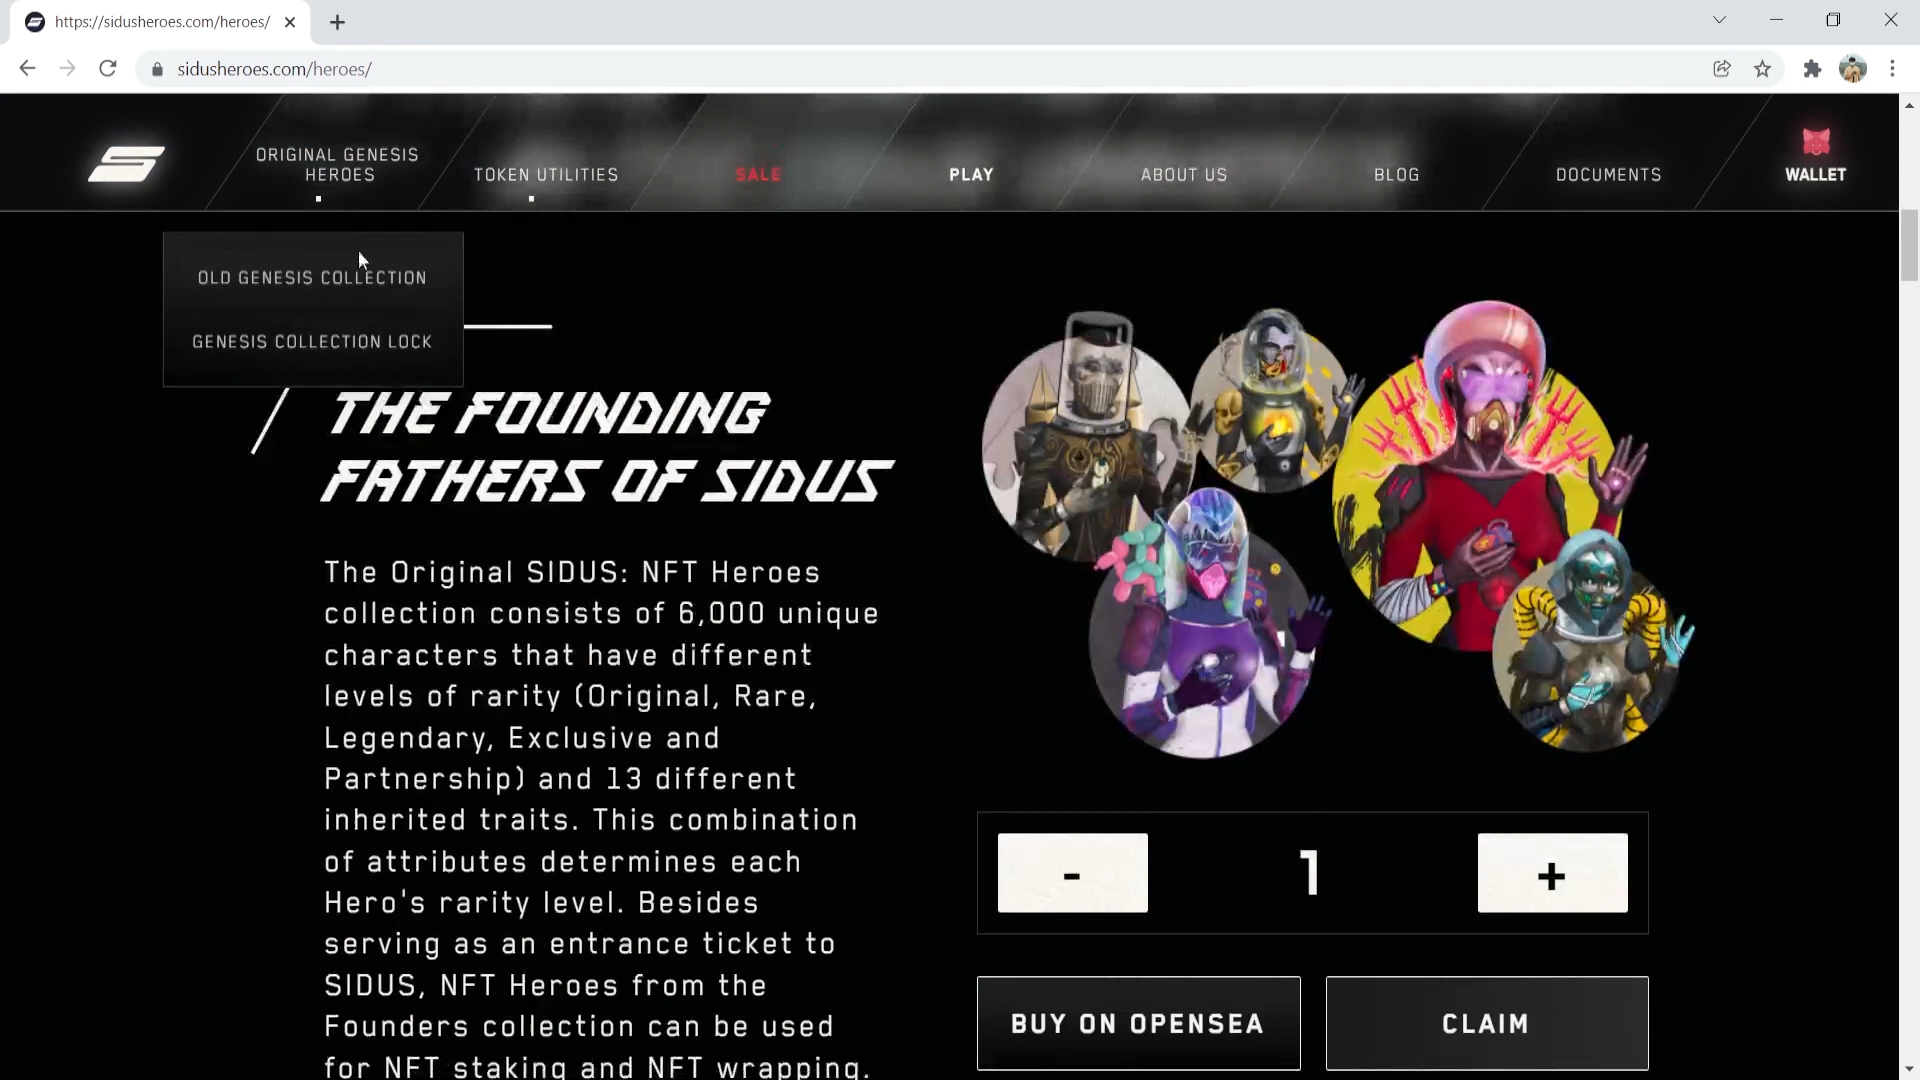 https://sidusheroes.com/heroes/
sidusheroes.com/heroes/
ORIGINAL GENESIS
HEROES
TOKEN UTILITIES
SALE
PLAY
ABOUT US
BLOG
DOCUMENTS
WALLET
OLD GENESIS COLLECTION
GENESIS COLLECTION LOCK
THE FOUNDING
FATHERS OF SIDUS
The Original SIDUS: NFT Heroes
collection consists of 6,000 unique
characters that have different
levels of rarity (Original, Rare,
Legendary, Exclusive and
Partnership) and 13 different
inherited traits. This combination
of attributes determines each
Hero's rarity level. Besides
serving as an entrance ticket to
SIDUS, NFT Heroes from the
Founders collection can be used
for NFT staking and NFT wrapping.
- 1 +
BUY ON OPENSEA
CLAIM